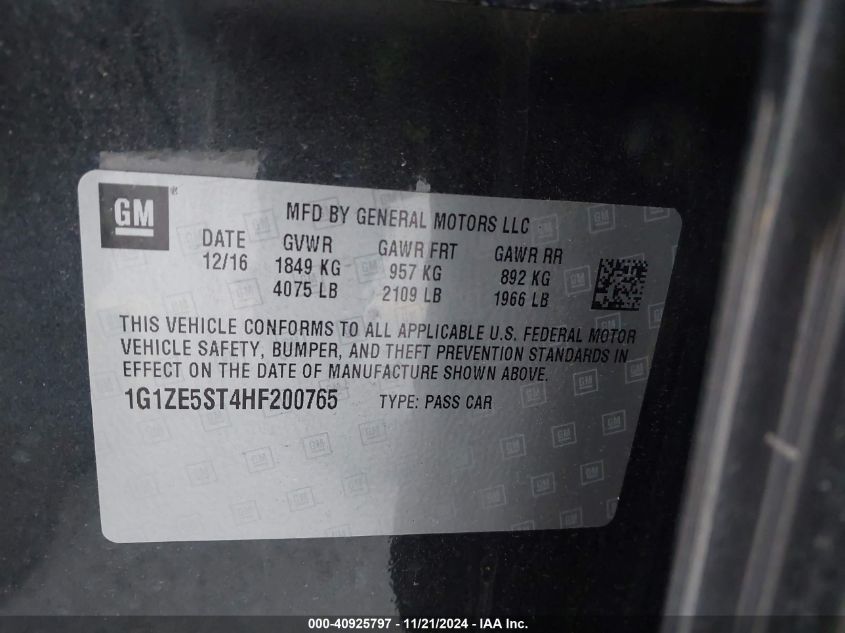 GM ®
MFD BY GENERAL MOTORS LLC
DATE GVWR GAWR FRT GAWR RR
12/16 1849 KG 957 KG 892 KG
4075 LB 2109 LB 1966 LB
THIS VEHICLE CONFORMS TO ALL APPLICABLE U.S. FEDERAL MOTOR
VEHICLE SAFETY, BUMPER, AND THEFT PREVENTION STANDARDS IN
EFFECT ON THE DATE OF MANUFACTURE SHOWN ABOVE.
1G1ZE5ST4HF200765 TYPE: PASS CAR
000-40925797 - 11/21/2024 - IAA Inc.